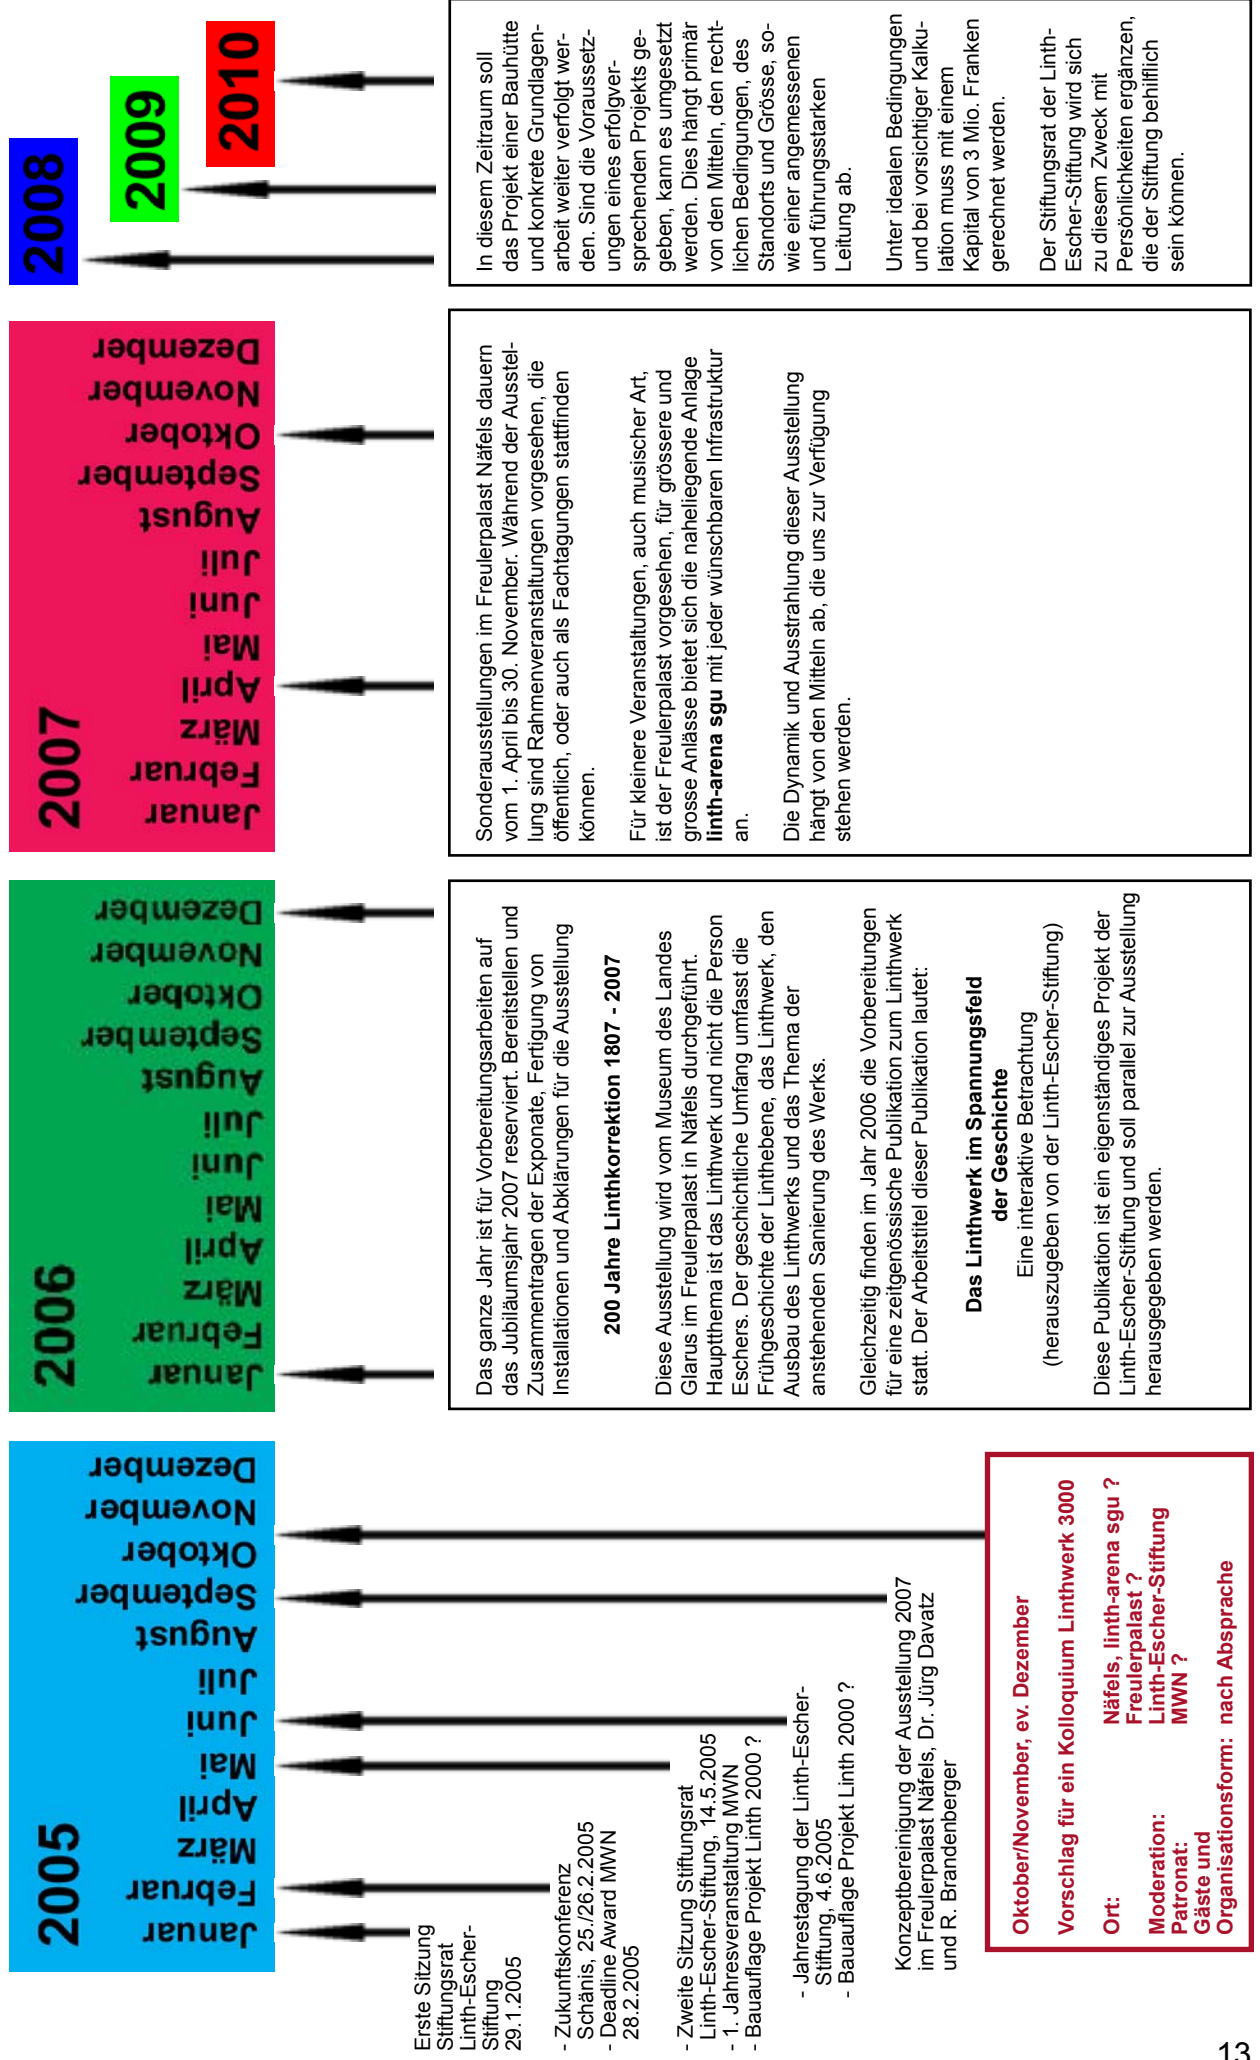 2005
Januar
Februar
März
April
Mai
Juni
Juli
August
September
Oktober
November
Dezember
Erste Sitzung
Stiftungsrat
Linth-Escher-
Stiftung
29.1.2005
- Zukunftskonferenz
Schänis, 25./26.2.2005
- Deadline Award MWN
28.2.2005
- Zweite Sitzung Stiftungsrat
Linth-Escher-Stiftung, 14.5.2005
- 1. Jahresveranstaltung MWN
- Bauauflage Projekt Linth 2000 ?
- Jahrestagung der Linth-Escher-
Stiftung, 4.6.2005
- Bauauflage Projekt Linth 2000 ?
Konzeptbereinigung der Ausstellung 2007
im Freulerpalast Näfels, Dr. Jürg Davatz
und R. Brandenberger
Oktober/November, ev. Dezember
Vorschlag für ein Kolloquium Linthwerk 3000
Ort: Näfels, linth-arena sgu ?
Freulerpalast ?
Moderation: Linth-Escher-Stiftung
Patronat: MWN ?
Gäste und
Organisationsform: nach Absprache
2006
Januar
Februar
März
April
Mai
Juni
Juli
August
September
Oktober
November
Dezember
Das ganze Jahr ist für Vorbereitungsarbeiten auf
das Jubiläumsjahr 2007 reserviert. Bereitstellen und
Zusammentragen der Exponate, Fertigung von
Installationen und Abklärungen für die Ausstellung
200 Jahre Linthkorrektion 1807 - 2007
Diese Ausstellung wird vom Museum des Landes
Glarus im Freulerpalast in Näfels durchgeführt.
Hauptthema ist das Linthwerk und nicht die Person
Eschers. Der geschichtliche Umfang umfasst die
Frühgeschichte der Linthebene, das Linthwerk, den
Ausbau des Linthwerks und das Thema der
anstehenden Sanierung des Werks.
Gleichzeitig finden im Jahr 2006 die Vorbereitungen
für eine zeitgenössische Publikation zum Linthwerk
statt. Der Arbeitstitel dieser Publikation lautet:
Das Linthwerk im Spannungsfeld
der Geschichte
Eine interaktive Betrachtung
(herauszugeben von der Linth-Escher-Stiftung)
Diese Publikation ist ein eigenständiges Projekt der
Linth-Escher-Stiftung und soll parallel zur Ausstellung
herausgegeben werden.
2007
Januar
Februar
März
April
Mai
Juni
Juli
August
September
Oktober
November
Dezember
Sonderausstellungen im Freulerpalast Näfels dauern
vom 1. April bis 30. November. Während der Ausstel-
lung sind Rahmenveranstaltungen vorgesehen, die
öffentlich, oder auch als Fachtagungen stattfinden
können.
Für kleinere Veranstaltungen, auch musischer Art,
ist der Freulerpalast vorgesehen, für grössere und
grosse Anlässe bietet sich die naheliegende Anlage
linth-arena sgu mit jeder wünschbaren Infrastruktur
an.
Die Dynamik und Ausstrahlung dieser Ausstellung
hängt von den Mitteln ab, die uns zur Verfügung
stehen werden.
2008
2009
2010
In diesem Zeitraum soll
das Projekt einer Bauhütte
und konkrete Grundlagen-
arbeit weiter verfolgt wer-
den. Sind die Voraussetz-
ungen eines erfolgver-
sprechenden Projekts ge-
geben, kann es umgesetzt
werden. Dies hängt primär
von den Mitteln, den recht-
lichen Bedingungen, des
Standorts und Grösse, so-
wie einer angemessenen
und führungsstarken
Leitung ab.
Unter idealen Bedingungen
und bei vorsichtiger Kalku-
lation muss mit einem
Kapital von 3 Mio. Franken
gerechnet werden.
Der Stiftungsrat der Linth-
Escher-Stiftung wird sich
zu diesem Zweck mit
Persönlichkeiten ergänzen,
die der Stiftung behilflich
sein können.
13